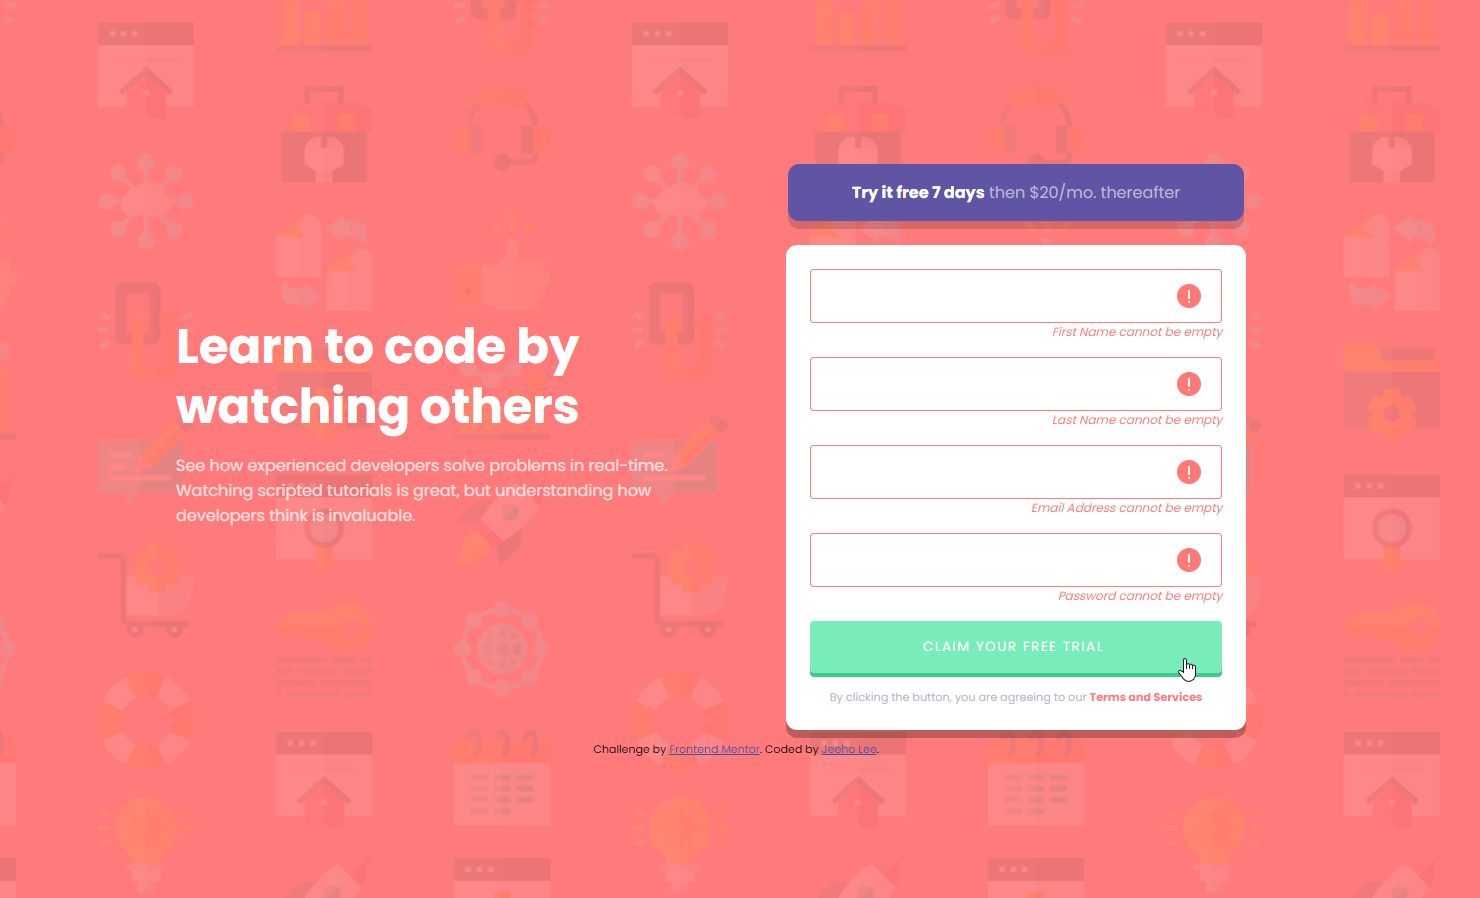 Learn to code by
watching others
See how experienced developers solve problems in real-time.
Watching scripted tutorials is great, but understanding how
developers think is invaluable.
Try it free 7 days then $20/mo. thereafter
First Name cannot be empty
Last Name cannot be empty
Email Address cannot be empty
Password cannot be empty
CLAIM YOUR FREE TRIAL
By clicking the button, you are agreeing to our Terms and Services
Challenge by Frontend Mentor. Coded by Jeeho Lee.